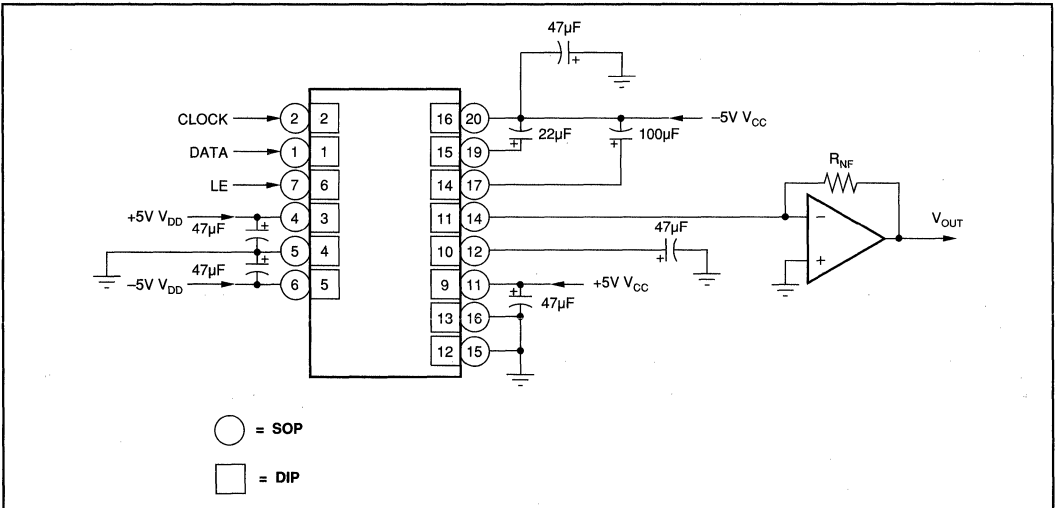 47µF
+
CLOCK 2 2 16 20 –5V V_CC
+ 22µF + 100µF
DATA 1 1 15 19
LE 7 6 14 17
R_NF
+5V V_DD 4 3 11 14 – V_OUT
47µF +
47µF
5 4 10 12 + +
47µF +
–5V V_DD 6 5 9 11 +5V V_CC
+ 47µF
13 16
12 15
= SOP
= DIP